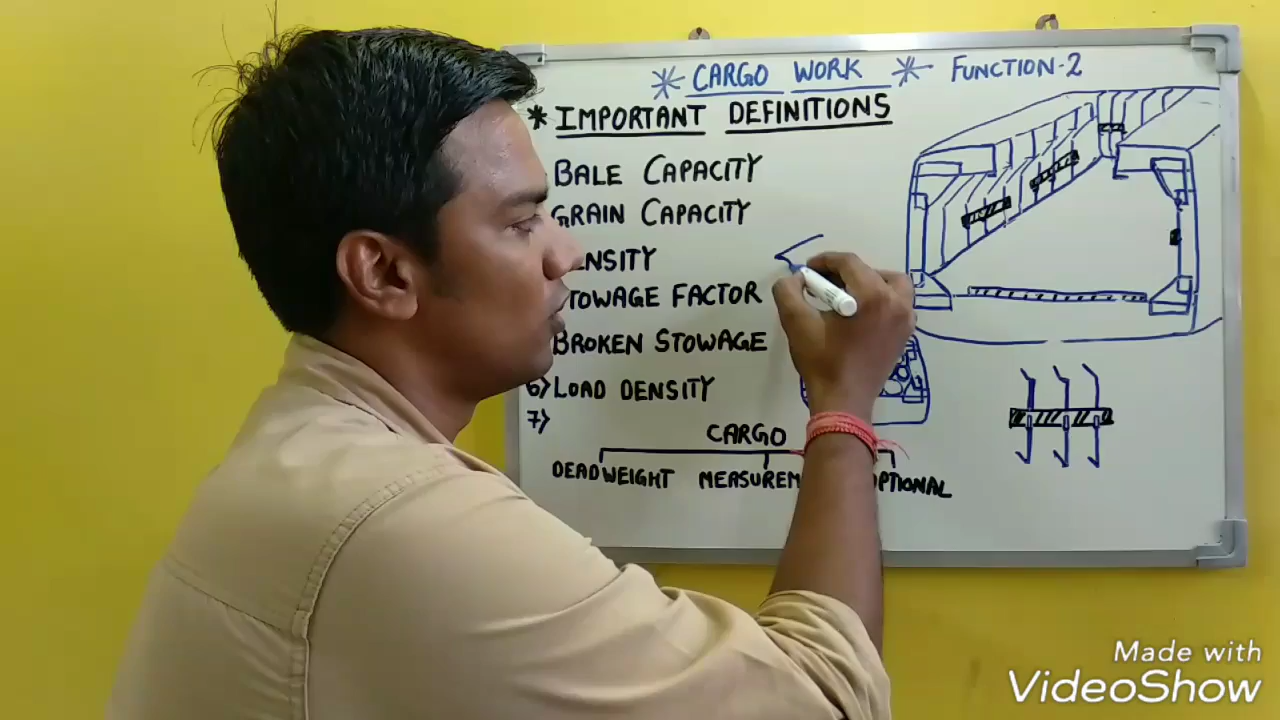 * CARGO WORK * FUNCTION-2
* IMPORTANT DEFINITIONS
BALE CAPACITY
GRAIN CAPACITY
ENSITY
TOWAGE FACTOR
BROKEN STOWAGE
6) LOAD DENSITY
7)
CARGO
DEADWEIGHT MEASUREM PTIONAL
Made with
VideoShow